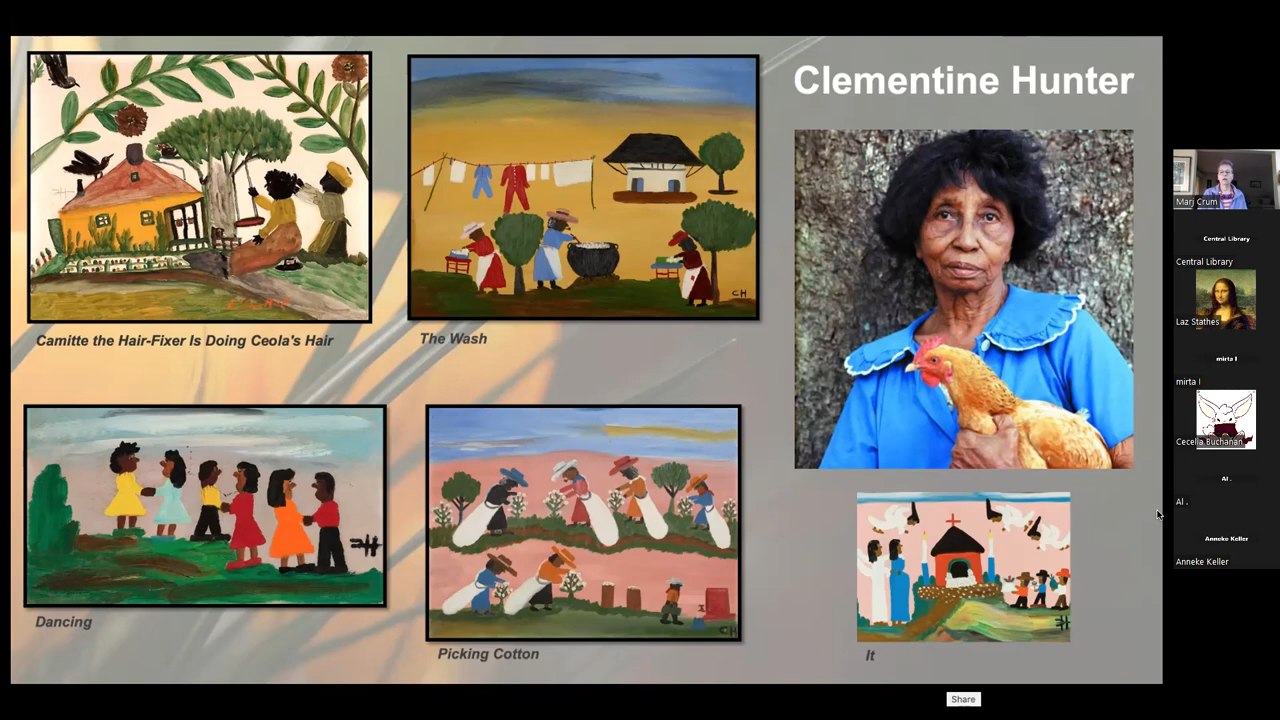 Clementine Hunter
Camitte the Hair-Fixer Is Doing Ceola's Hair
The Wash
CH
Dancing
Picking Cotton
CH
It
Share
Marj Crum
Central Library
Central Library
Laz Stathes
mirta I
mirta I
Cecelia Buchanan
Al .
Al .
Anneke Keller
Anneke Keller